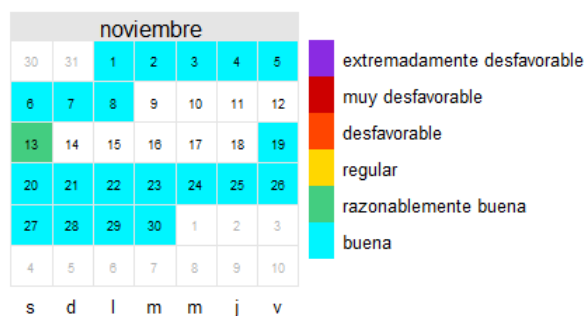 noviembre
30 31 1 2 3 4 5
6 7 8 9 10 11 12
13 14 15 16 17 18 19
20 21 22 23 24 25 26
27 28 29 30 1 2 3
4 5 6 7 8 9 10
s d l m m j v
extremadamente desfavorable
muy desfavorable
desfavorable
regular
razonablemente buena
buena